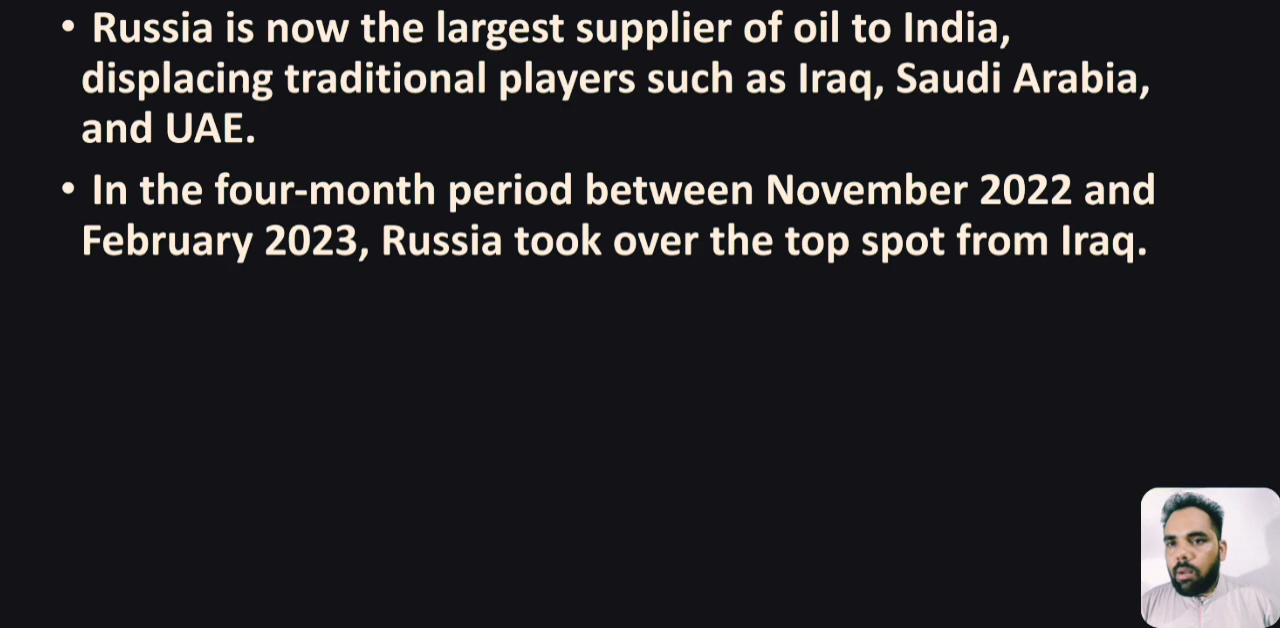 • Russia is now the largest supplier of oil to India,
displacing traditional players such as Iraq, Saudi Arabia,
and UAE.
• In the four-month period between November 2022 and
February 2023, Russia took over the top spot from Iraq.